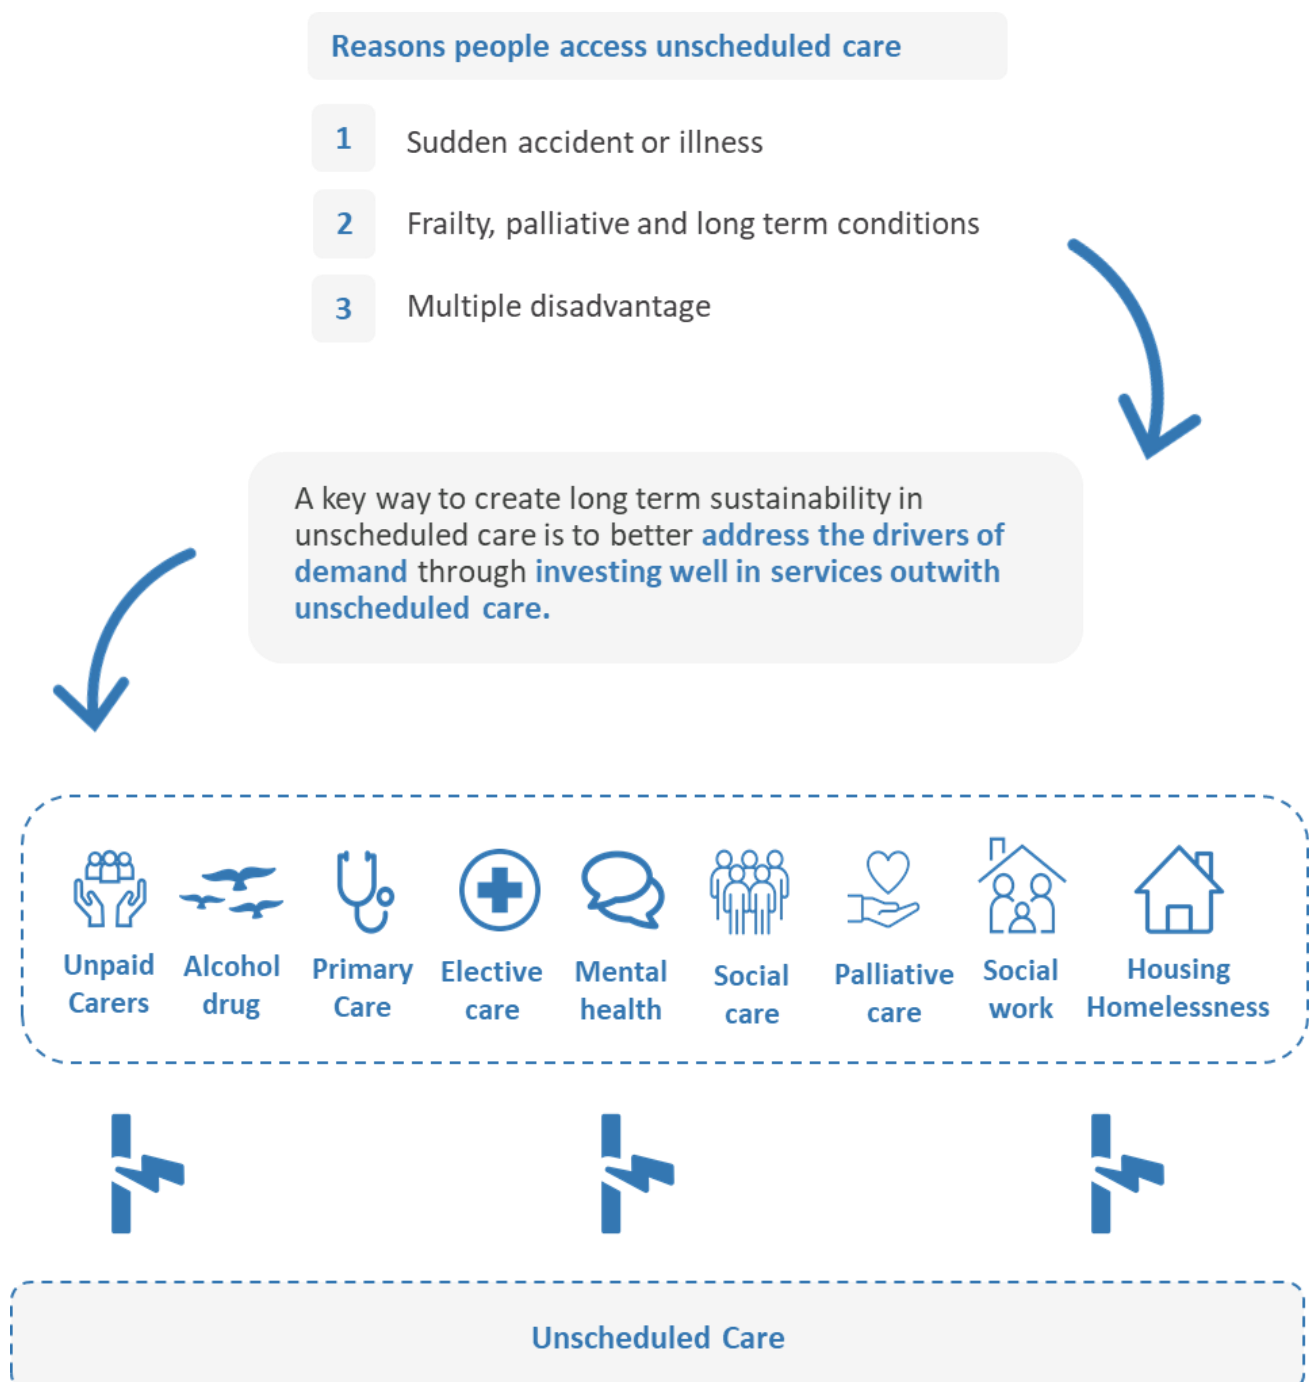 Reasons people access unscheduled care
1 Sudden accident or illness
2 Frailty, palliative and long term conditions
3 Multiple disadvantage
A key way to create long term sustainability in
unscheduled care is to better address the drivers of
demand through investing well in services outwith
unscheduled care.
Unpaid
Carers
Alcohol
drug
Primary
Care
Elective
care
Mental
health
Social
care
Palliative
care
Social
work
Housing
Homelessness
Unscheduled Care